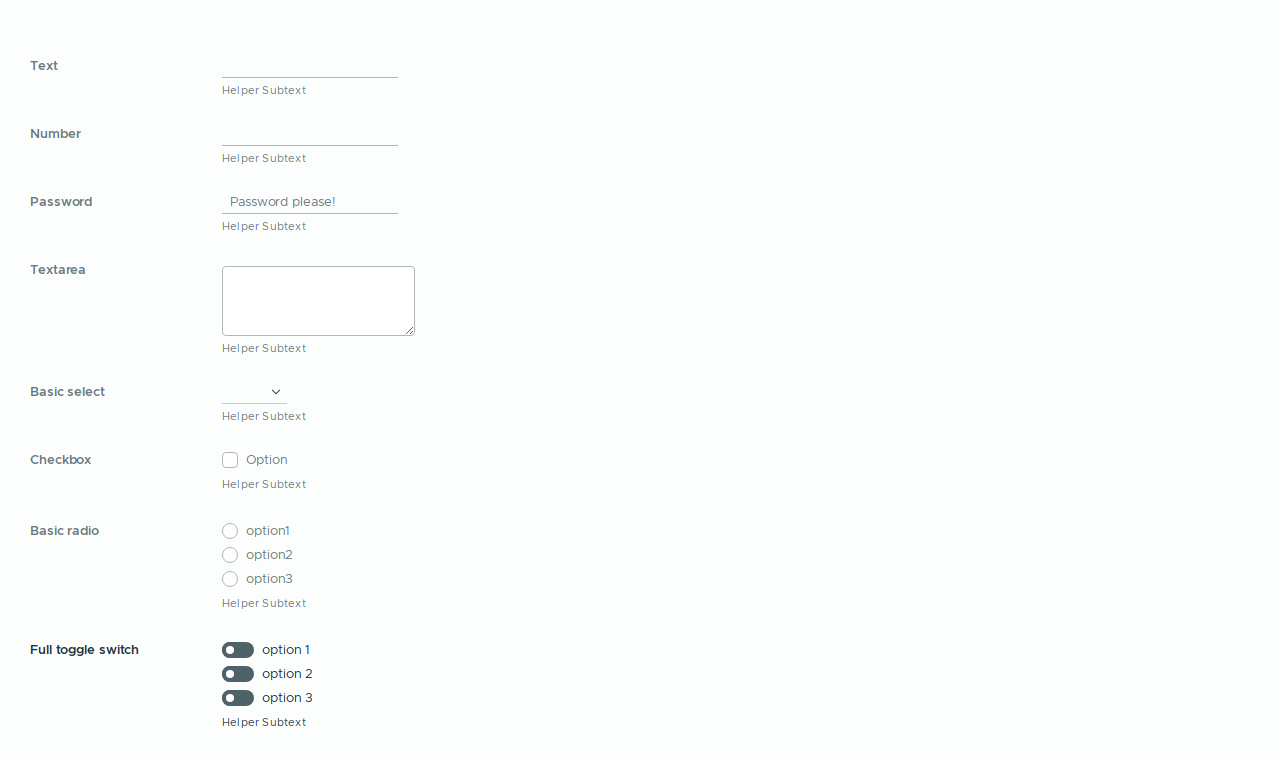 Text
Helper Subtext
Number
Helper Subtext
Password Password please!
Helper Subtext
Textarea
Helper Subtext
Basic select
Helper Subtext
Checkbox Option
Helper Subtext
Basic radio option1
option2
option3
Helper Subtext
Full toggle switch option 1
option 2
option 3
Helper Subtext